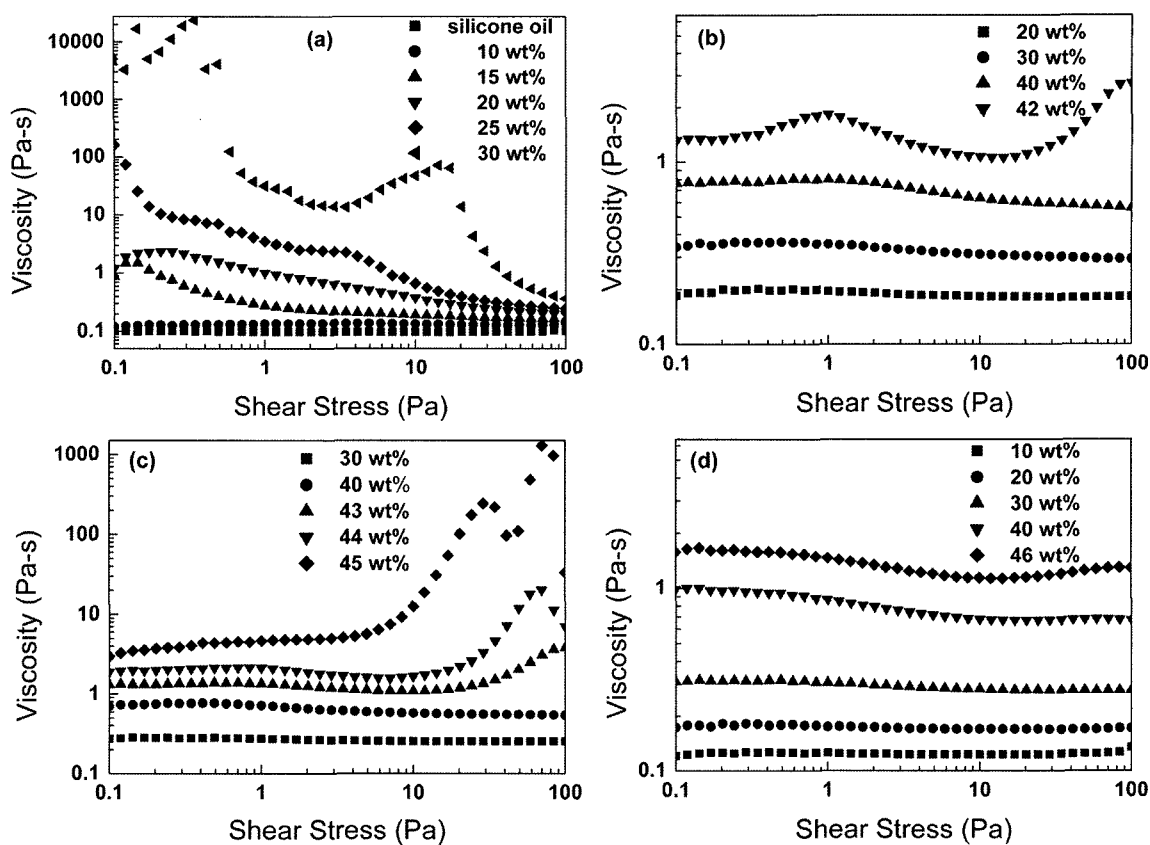 (a)
silicone oil
10 wt%
15 wt%
20 wt%
25 wt%
30 wt%
10000
1000
100
10
1
0.1
Viscosity (Pa-s)
0.1 1 10 100
Shear Stress (Pa)
(b)
20 wt%
30 wt%
40 wt%
42 wt%
1
0.1
Viscosity (Pa-s)
0.1 1 10 100
Shear Stress (Pa)
(c)
30 wt%
40 wt%
43 wt%
44 wt%
45 wt%
1000
100
10
1
0.1
Viscosity (Pa-s)
0.1 1 10 100
Shear Stress (Pa)
(d)
10 wt%
20 wt%
30 wt%
40 wt%
46 wt%
1
0.1
Viscosity (Pa-s)
0.1 1 10 100
Shear Stress (Pa)